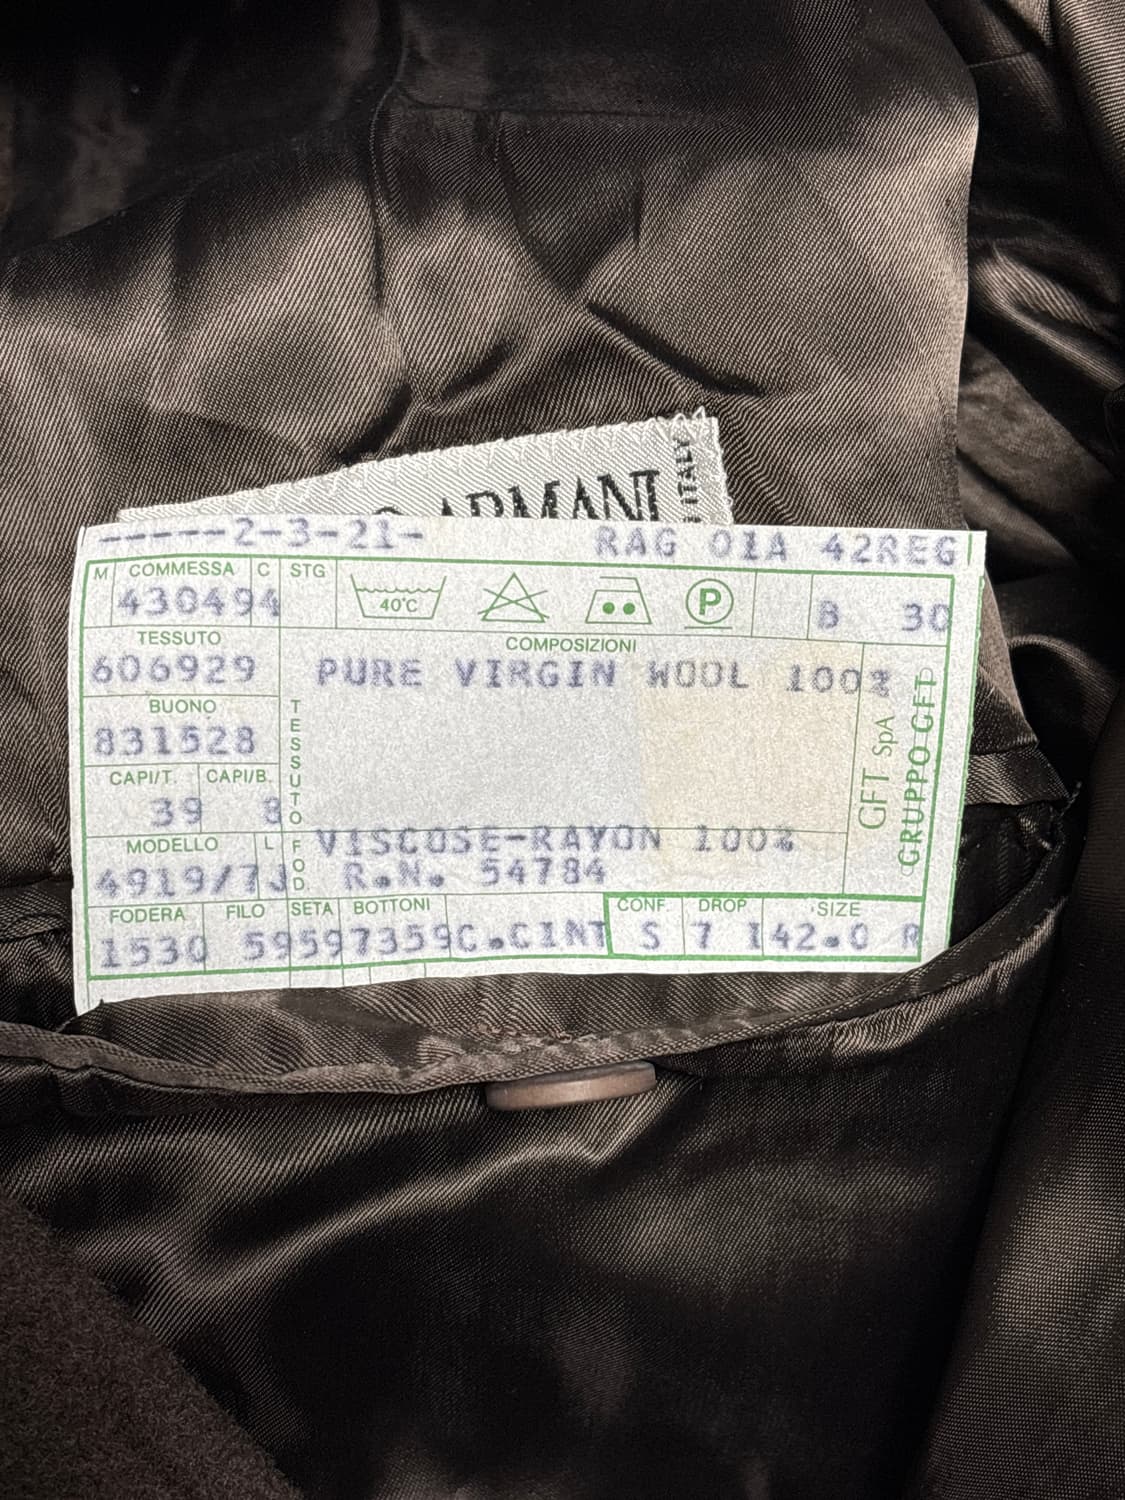 ARMANI
ITALY
-----2-3-21- RAG 01A 42REG
M COMMESSA C STG
430494 40°C P B 30
TESSUTO COMPOSIZIONI
606929 PURE VIRGIN WOOL 100%
BUONO
831528
TESSUTO
CAPI/T. CAPI/B.
39 8
GFT SpA
GRUPPO GFT
MODELLO L FOD. VISCOSE-RAYON 100%
4919/7J R.N. 54784
FODERA FILO SETA BOTTONI CONF. DROP SIZE
1530 59597359C.CINT S 7 142.0 R